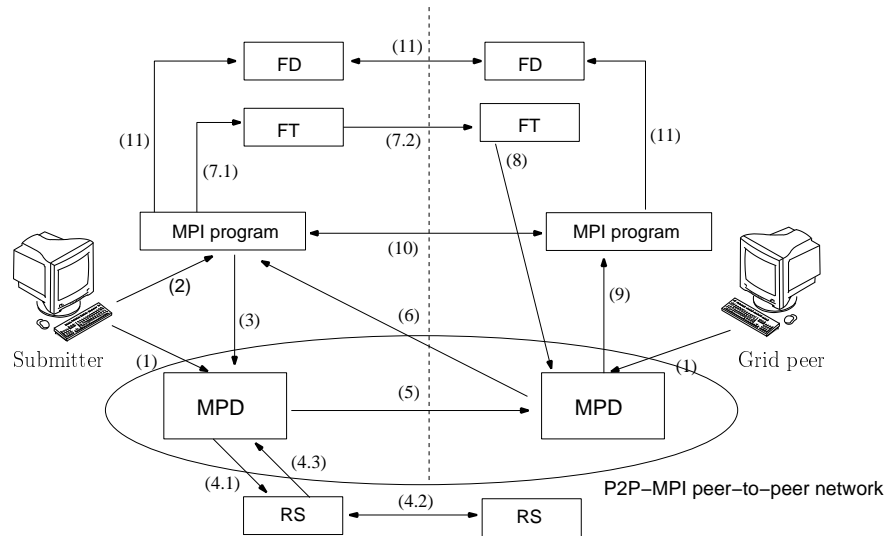 FD
(11)
FD
FT
(7.2)
FT
(11)
(7.1)
(8)
(11)
MPI program
(10)
MPI program
(2)
(3)
(6)
(9)
Submitter
(1)
(1)
Grid peer
MPD
(5)
MPD
(4.1)
(4.3)
P2P–MPI peer–to–peer network
RS
(4.2)
RS